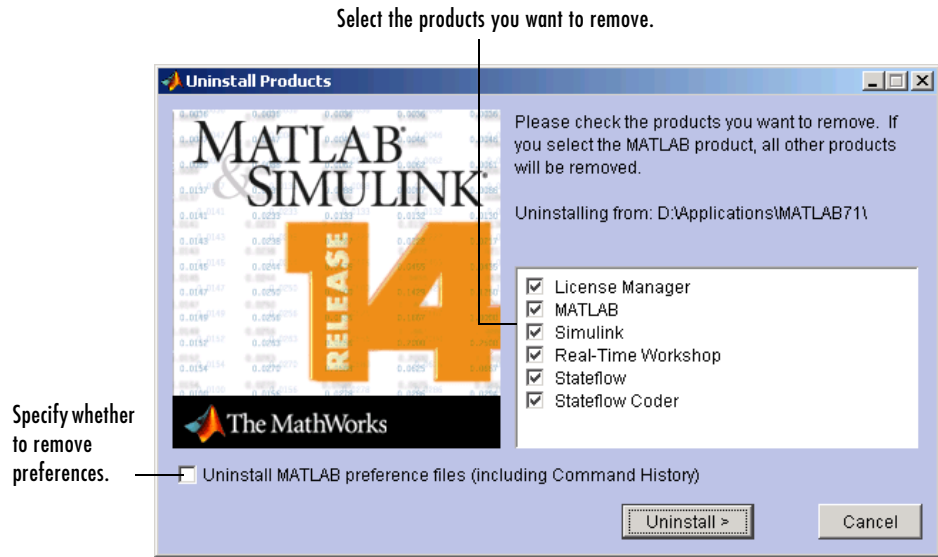 Select the products you want to remove.
Uninstall Products
MATLAB®
& SIMULINK®
RELEASE
14
The MathWorks
Please check the products you want to remove. If
you select the MATLAB product, all other products
will be removed.
Uninstalling from: D:\Applications\MATLAB71\
License Manager
MATLAB
Simulink
Real-Time Workshop
Stateflow
Stateflow Coder
Specify whether
to remove
preferences.
Uninstall MATLAB preference files (including Command History)
Uninstall >
Cancel